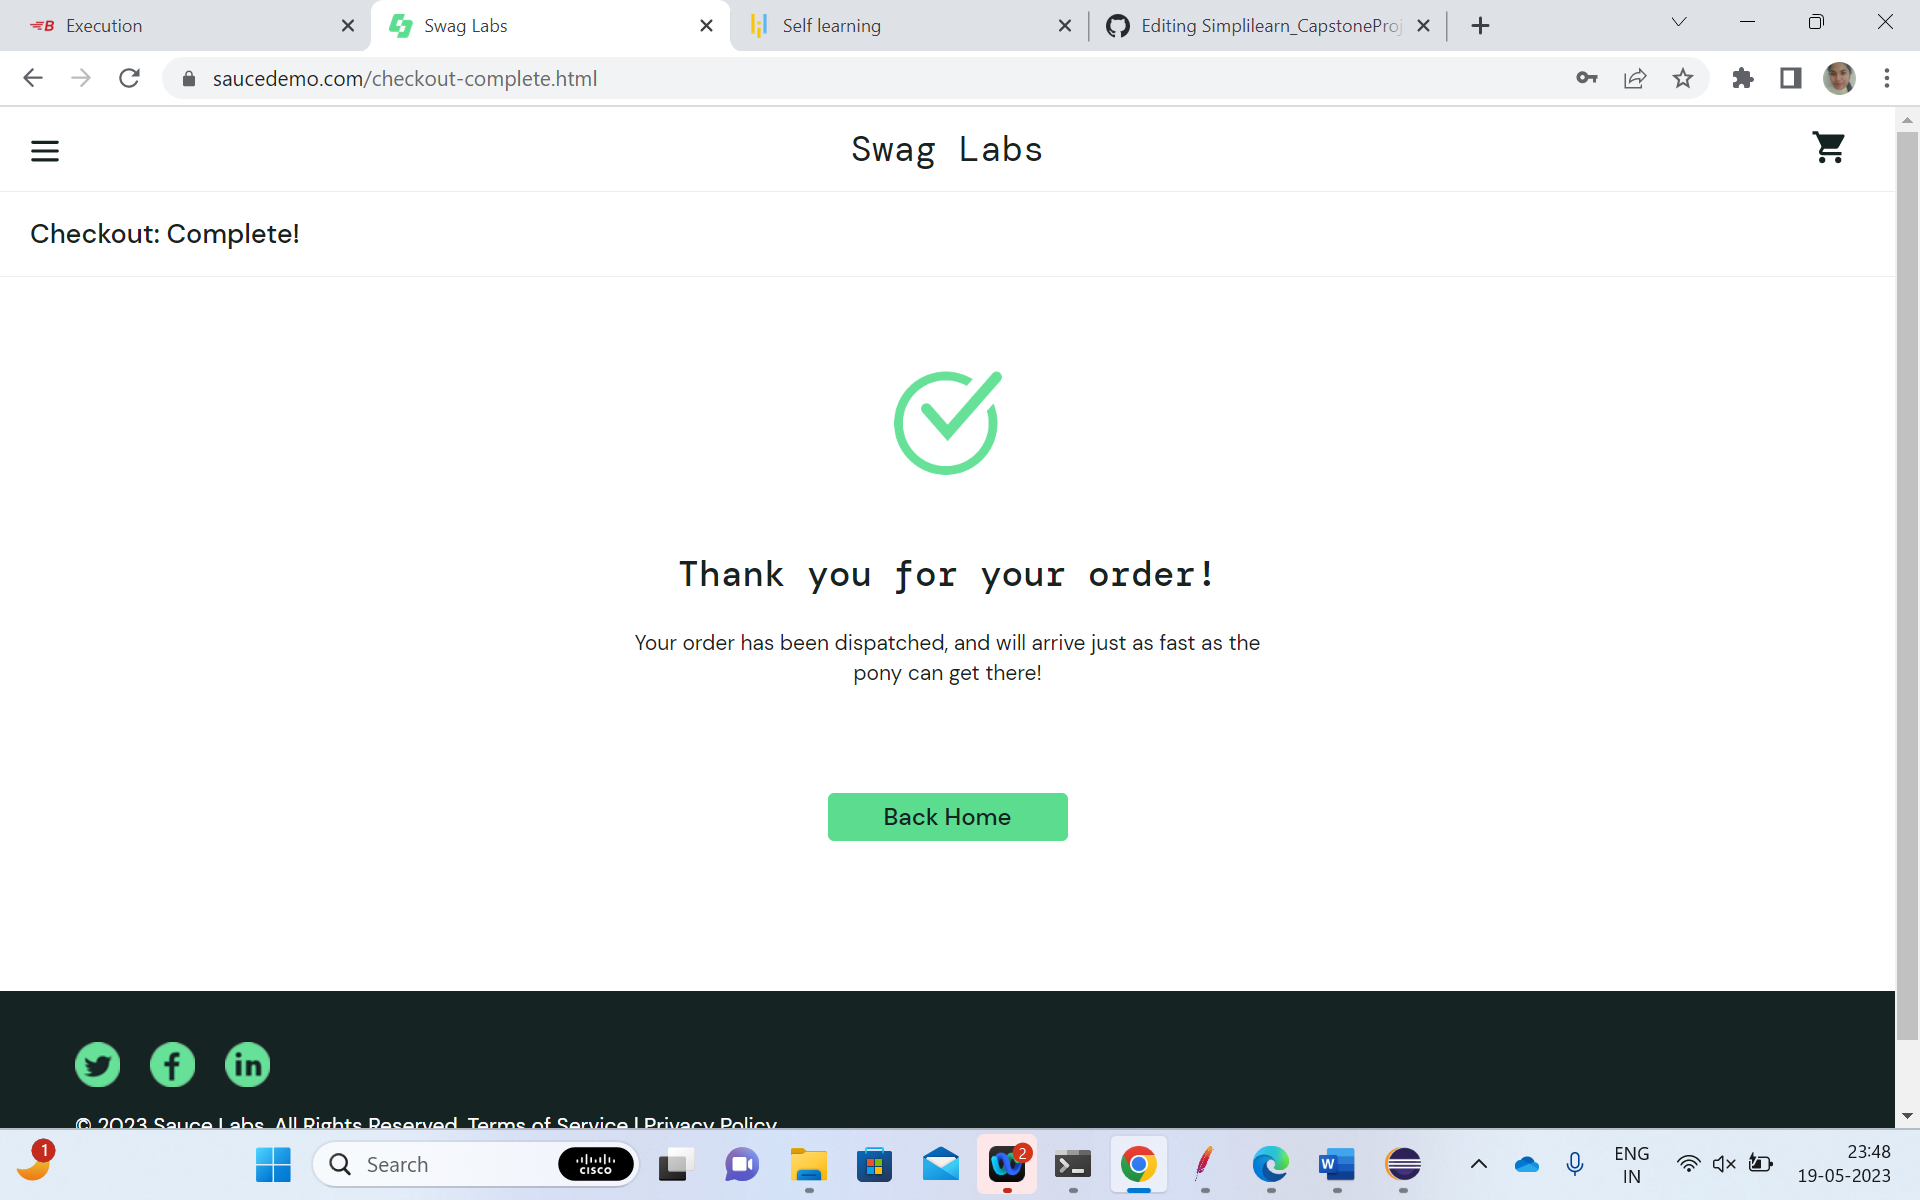 Execution
Swag Labs
Self learning
Editing Simplilearn_CapstoneProj
saucedemo.com/checkout-complete.html
Swag Labs
Checkout: Complete!
Thank you for your order!
Your order has been dispatched, and will arrive just as fast as the
pony can get there!
Back Home
© 2023 Sauce Labs. All Rights Reserved. Terms of Service | Privacy Policy
1
Search
CISCO
2
ENG
IN
23:48
19-05-2023